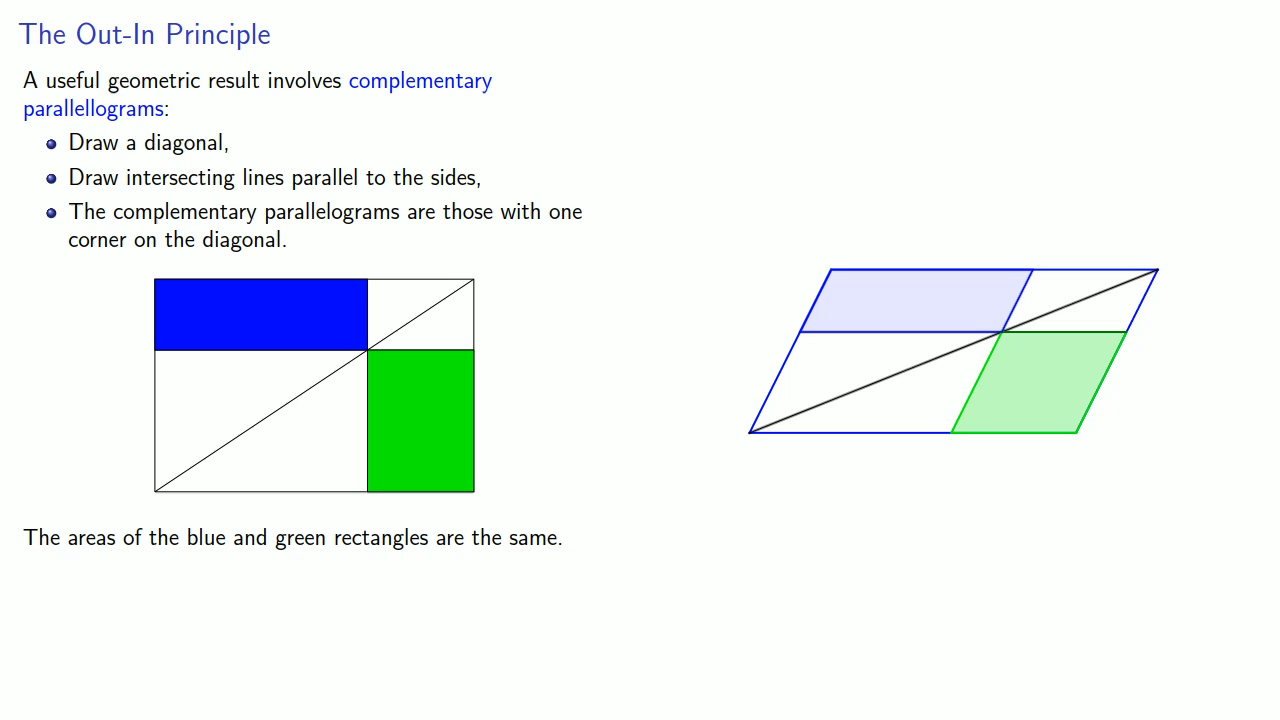 The Out-In Principle
A useful geometric result involves complementary
parallellograms:
Draw a diagonal,
Draw intersecting lines parallel to the sides,
The complementary parallelograms are those with one
corner on the diagonal.
The areas of the blue and green rectangles are the same.